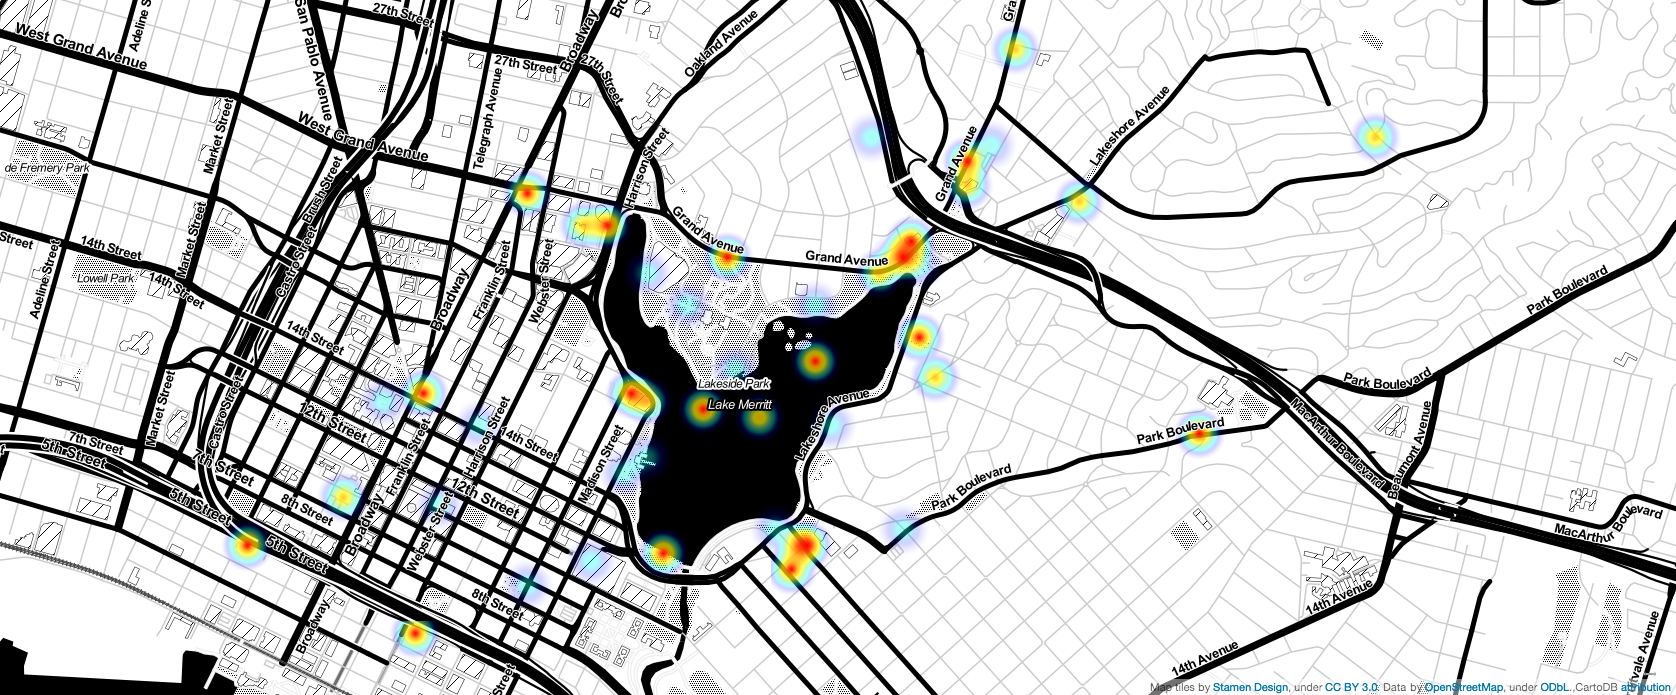 27th Street
Adeline S
San Pablo Avenue
Broadway
Bro
Oakland Avenue
Gra
West Grand Avenue
27th Street
27th Street
Telegraph Avenue
Lakeshore Avenue
Market Street
West Grand Avenue
Harrison Street
Grand Avenue
de Fremery Park
Castro Street
Brush Street
Grand Avenue
Grand Avenue
Market Street
Street
14th Street
Adeline Street
Lowell Park
14th Street
Broadway
Franklin Street
Webster Street
Park Boulevard
14th Street
Park Boulevard
Lakeside Park
Lake Merritt
Lakeshore Avenue
Market Street
Castro Street
12th Street
Franklin Street
Harrison Street
14th Street
Madison Street
MacArthur Boulevard
Beaumont Avenue
Park Boulevard
7th Street
5th Street
t
7th Street
12th Street
Park Boulevard
5th Street
8th Street
Broadway
Webster Street
MacArthur Boulevard
5th Street
8th Street
14th Avenue
Broadway
14th Avenue
rvale Avenue
Street
Map tiles by Stamen Design, under CC BY 3.0. Data by OpenStreetMap, under ODbL. CartoDB attribution